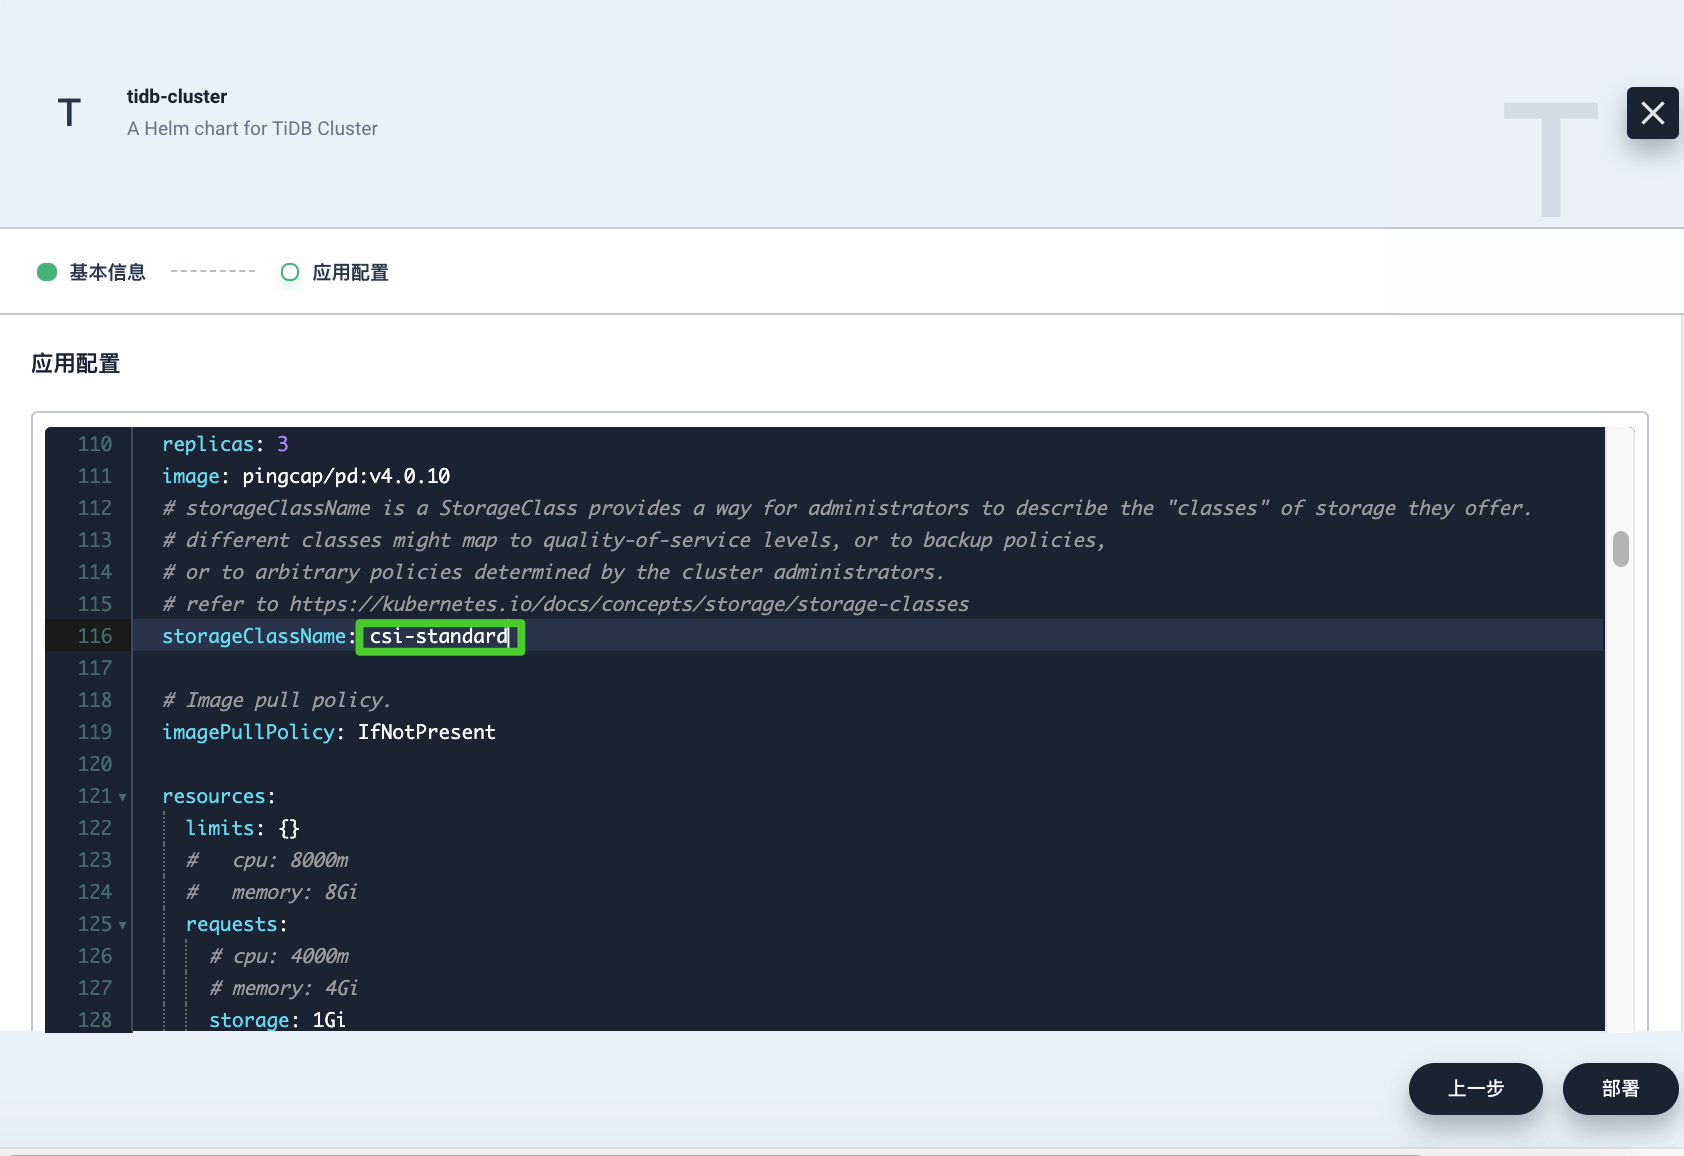 T
tidb-cluster
A Helm chart for TiDB Cluster
T
基本信息
应用配置
应用配置
110 replicas: 3
111 image: pingcap/pd:v4.0.10
112 # storageClassName is a StorageClass provides a way for administrators to describe the "classes" of storage they offer.
113 # different classes might map to quality-of-service levels, or to backup policies,
114 # or to arbitrary policies determined by the cluster administrators.
115 # refer to https://kubernetes.io/docs/concepts/storage/storage-classes
116 storageClassName: csi-standard
117
118 # Image pull policy.
119 imagePullPolicy: IfNotPresent
120
121 resources:
122 limits: {}
123 # cpu: 8000m
124 # memory: 8Gi
125 requests:
126 # cpu: 4000m
127 # memory: 4Gi
128 storage: 1Gi
上一步
部署